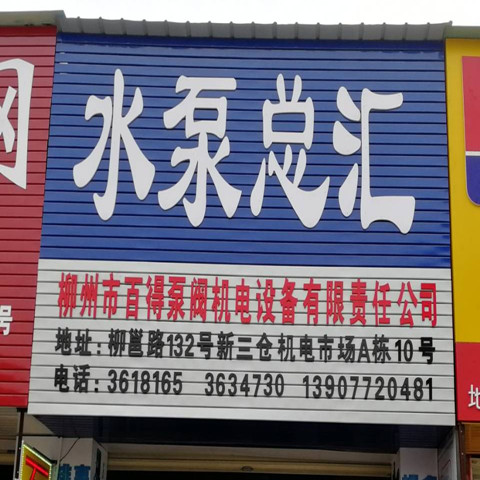 网
水泵总汇
柳州市百得泵阀机电设备有限责任公司
地址:柳邕路132号新三仓机电市场A栋10号
电话:3618165 3634730 13907720481